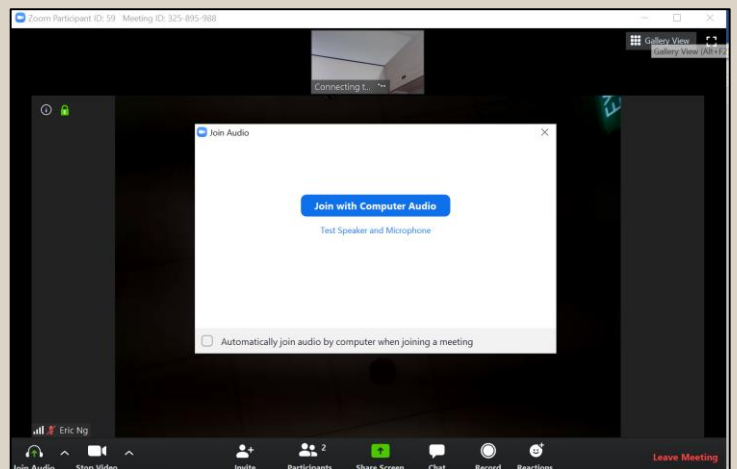 Zoom Participant ID: 59 Meeting ID: 325-895-988
Gallery View
Gallery View (Alt+F2
Connecting t...
Join Audio
Join with Computer Audio
Test Speaker and Microphone
Automatically join audio by computer when joining a meeting
Eric Ng
2
Join Audio Stop Video Invite Participants Share Screen Chat Record Reactions
Leave Meeting